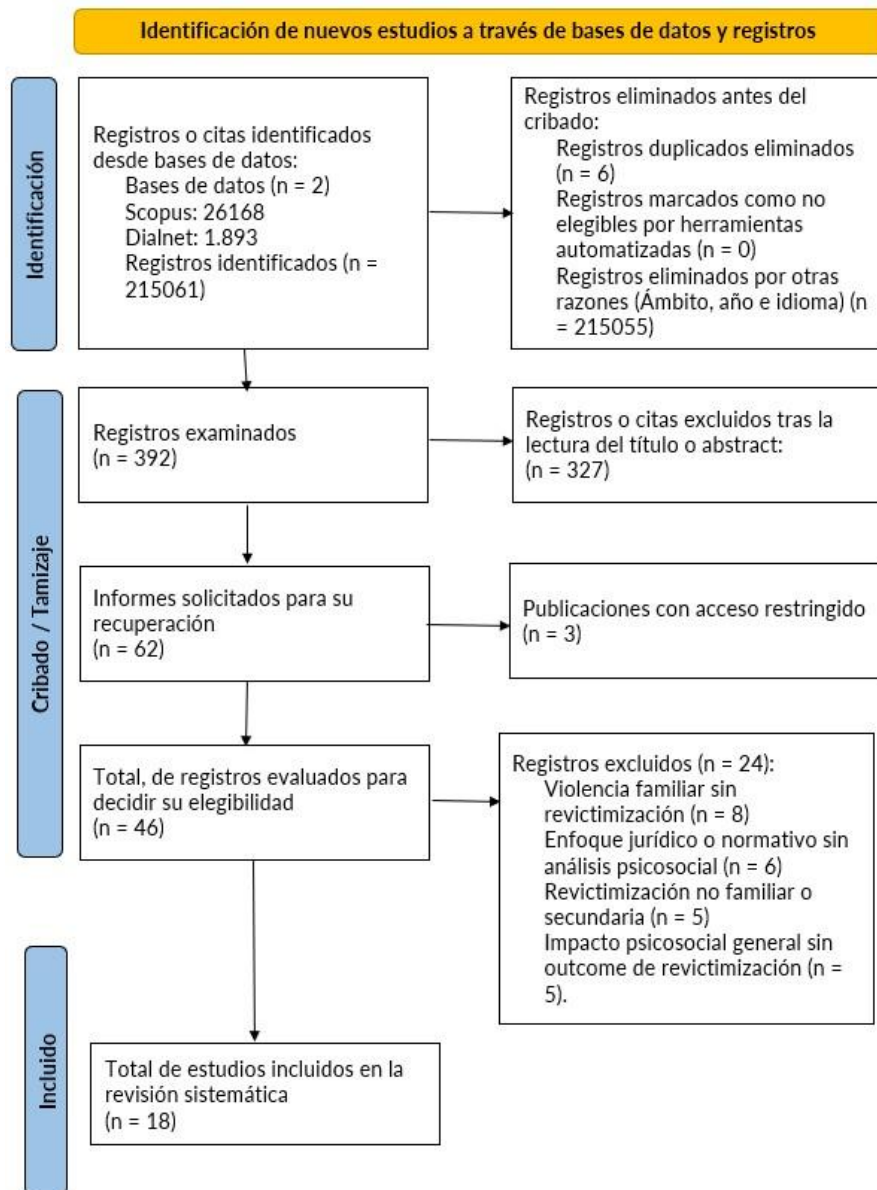 Identificación de nuevos estudios a través de bases de datos y registros
Identificación
Registros o citas identificados
desde bases de datos:
Bases de datos (n = 2)
Scopus: 26168
Dialnet: 1.893
Registros identificados (n =
215061)
Registros eliminados antes del
cribado:
Registros duplicados eliminados
(n = 6)
Registros marcados como no
elegibles por herramientas
automatizadas (n = 0)
Registros eliminados por otras
razones (Ámbito, año e idioma) (n
= 215055)
Cribado / Tamizaje
Registros examinados
(n = 392)
Registros o citas excluidos tras la
lectura del título o abstract:
(n = 327)
Informes solicitados para su
recuperación
(n = 62)
Publicaciones con acceso restringido
(n = 3)
Total, de registros evaluados para
decidir su elegibilidad
(n = 46)
Registros excluidos (n = 24):
Violencia familiar sin
revictimización (n = 8)
Enfoque jurídico o normativo sin
análisis psicosocial (n = 6)
Revictimización no familiar o
secundaria (n = 5)
Impacto psicosocial general sin
outcome de revictimización (n =
5).
Incluido
Total de estudios incluidos en la
revisión sistemática
(n = 18)